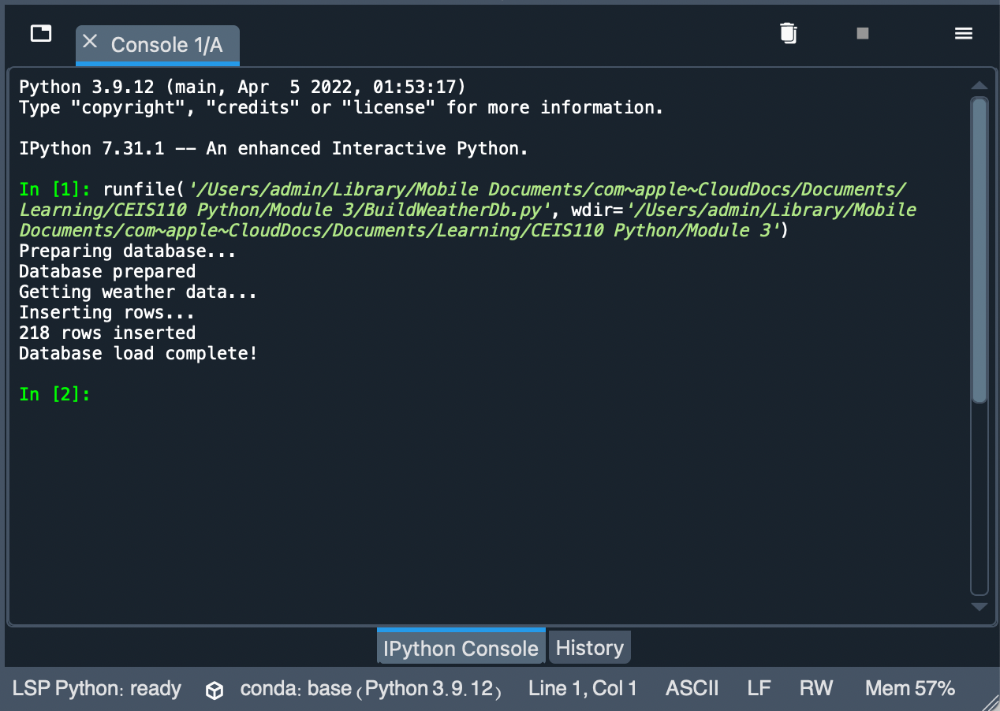 Console 1/A
Python 3.9.12 (main, Apr  5 2022, 01:53:17)
Type "copyright", "credits" or "license" for more information.
IPython 7.31.1 -- An enhanced Interactive Python.
In [1]: runfile('/Users/admin/Library/Mobile Documents/com~apple~CloudDocs/Documents/
Learning/CEIS110 Python/Module 3/BuildWeatherDb.py', wdir='/Users/admin/Library/Mobile
Documents/com~apple~CloudDocs/Documents/Learning/CEIS110 Python/Module 3')
Preparing database...
Database prepared
Getting weather data...
Inserting rows...
218 rows inserted
Database load complete!
In [2]:
IPython Console History
LSP Python: ready conda: base (Python 3.9.12) Line 1, Col 1 ASCII LF RW Mem 57%